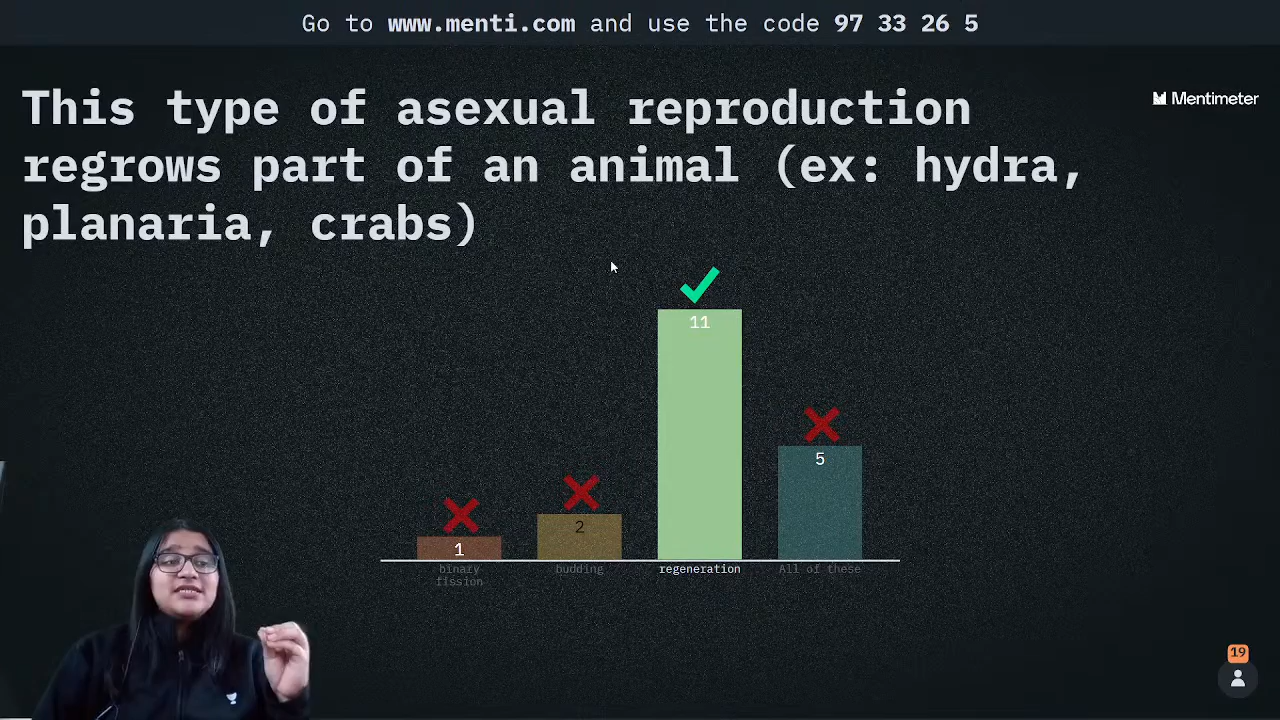 Go to www.menti.com and use the code 97 33 26 5
This type of asexual reproduction
regrows part of an animal (ex: hydra,
planaria, crabs)
Mentimeter
11
5
2
1
binary
fission
budding
regeneration
All of these
19